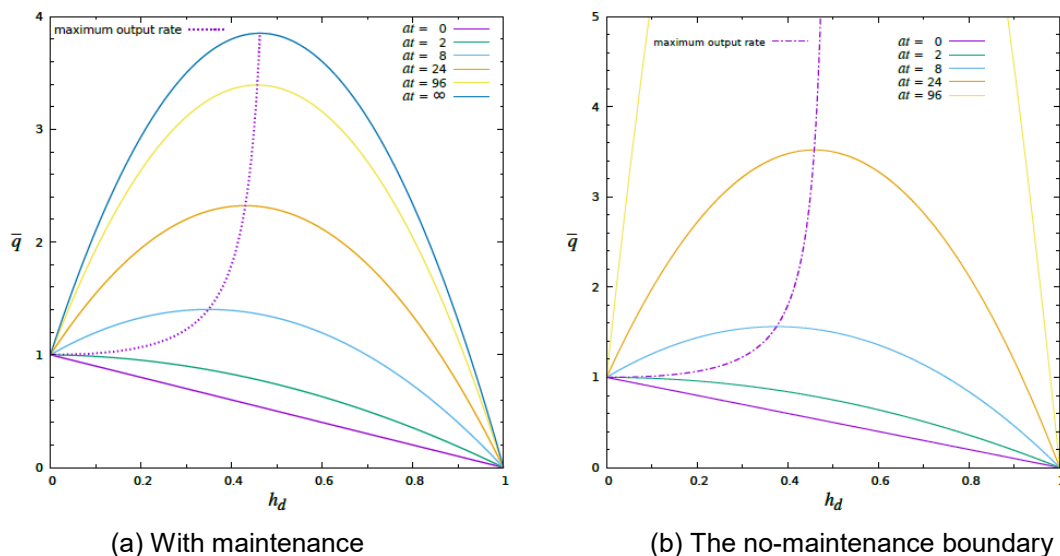 maximum output rate
at = 0
at = 2
at = 8
at = 24
at = 96
at = ∞
4
3
2
1
0
q̄
0 0.2 0.4 0.6 0.8 1
h_d
(a) With maintenance
maximum output rate
at = 0
at = 2
at = 8
at = 24
at = 96
5
4
3
2
1
0
q̄
0 0.2 0.4 0.6 0.8 1
h_d
(b) The no-maintenance boundary